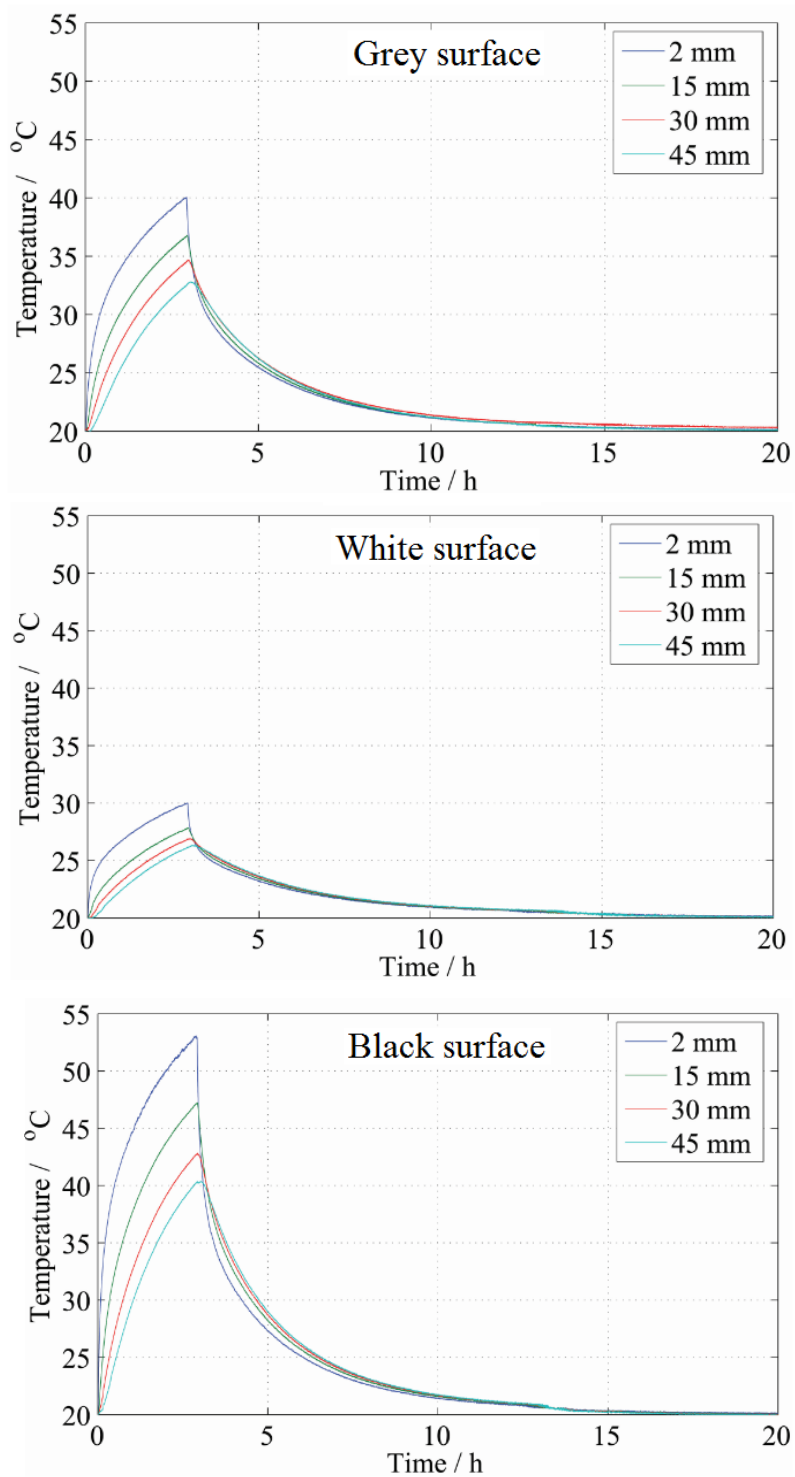 Grey surface
2 mm
15 mm
30 mm
45 mm
Temperature / °C
55
50
45
40
35
30
25
20
0 5 10 15 20
Time / h
White surface
2 mm
15 mm
30 mm
45 mm
Temperature / °C
55
50
45
40
35
30
25
20
0 5 10 15 20
Time / h
Black surface
2 mm
15 mm
30 mm
45 mm
Temperature / °C
55
50
45
40
35
30
25
20
0 5 10 15 20
Time / h